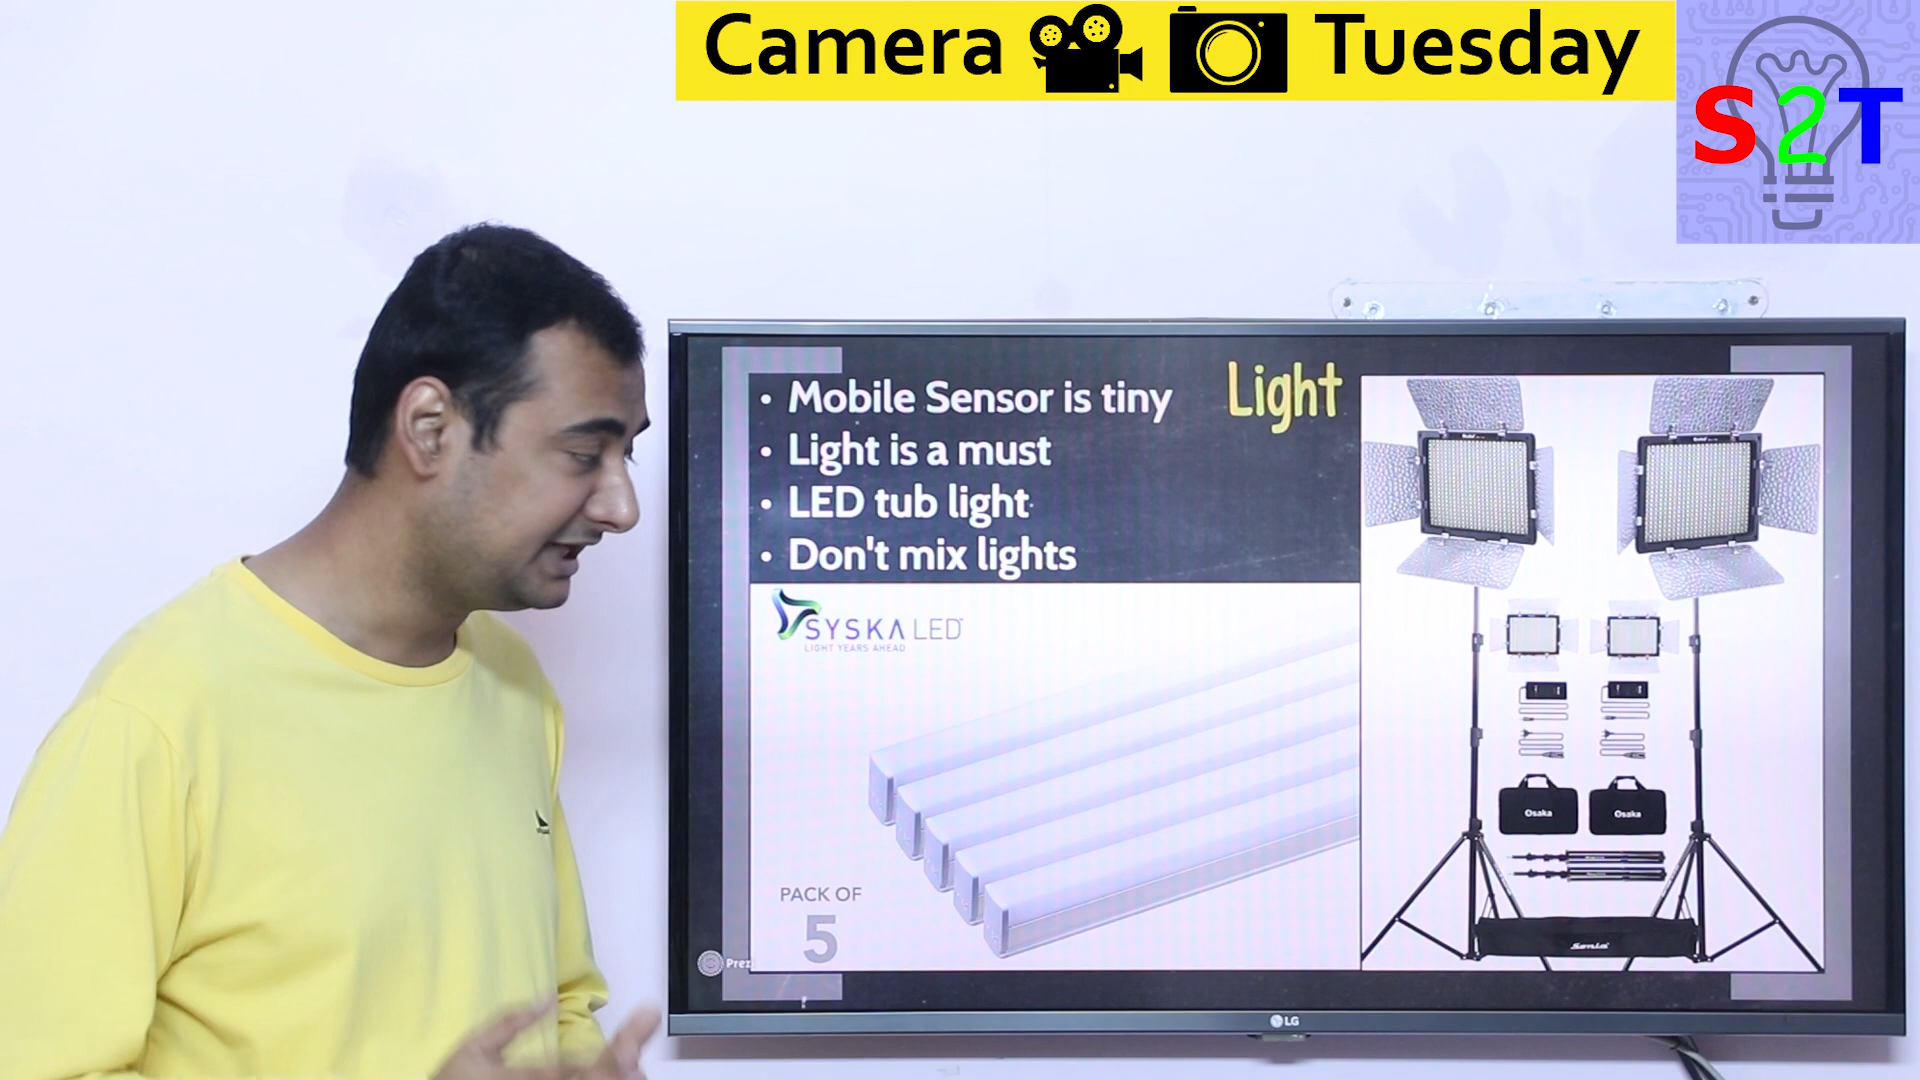 Camera Tuesday
S2T
Light
• Mobile Sensor is tiny
• Light is a must
• LED tub light
• Don't mix lights
SYSKA LED
LIGHT YEARS AHEAD
PACK OF
5
Osaka
Osaka
LG